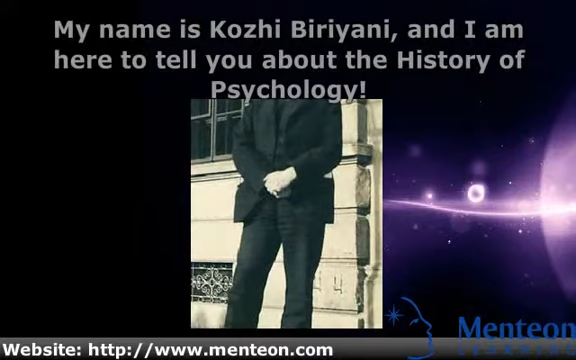 My name is Kozhi Biriyani, and I am
here to tell you about the History of
Psychology!
Menteon
LEARNING
Website: http://www.menteon.com